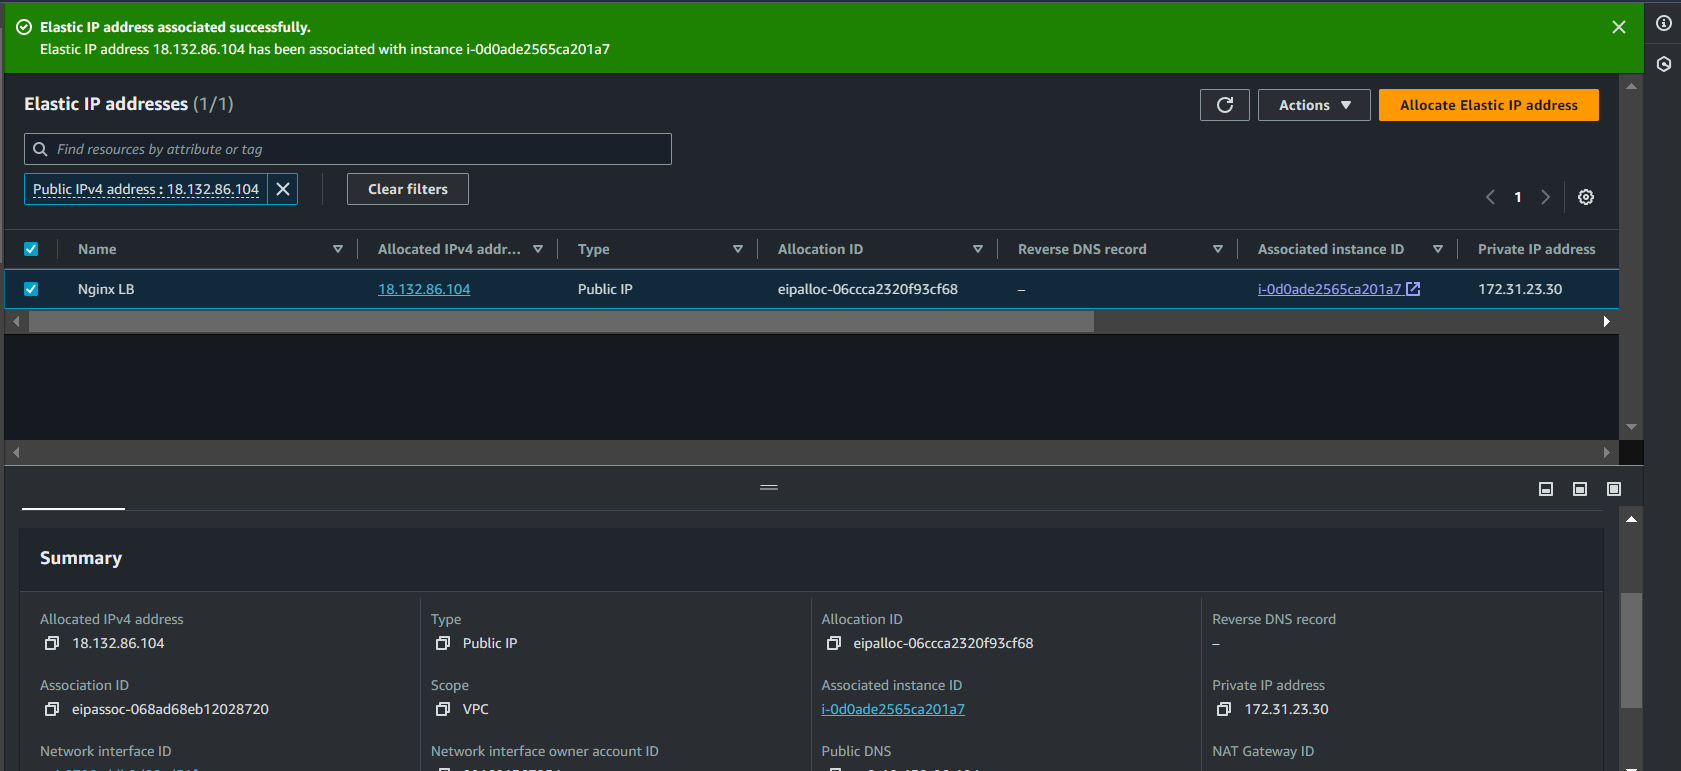 Elastic IP address associated successfully.
Elastic IP address 18.132.86.104 has been associated with instance i-0d0ade2565ca201a7
Elastic IP addresses (1/1)
Actions
Allocate Elastic IP address
Find resources by attribute or tag
Public IPv4 address : 18.132.86.104
Clear filters
1
Name Allocated IPv4 addr... Type Allocation ID Reverse DNS record Associated instance ID Private IP address
Nginx LB 18.132.86.104 Public IP eipalloc-06ccca2320f93cf68 – i-0d0ade2565ca201a7 172.31.23.30
Summary
Allocated IPv4 address
18.132.86.104
Type
Public IP
Allocation ID
eipalloc-06ccca2320f93cf68
Reverse DNS record
–
Association ID
eipassoc-068ad68eb12028720
Scope
VPC
Associated instance ID
i-0d0ade2565ca201a7
Private IP address
172.31.23.30
Network interface ID
Network interface owner account ID
Public DNS
NAT Gateway ID